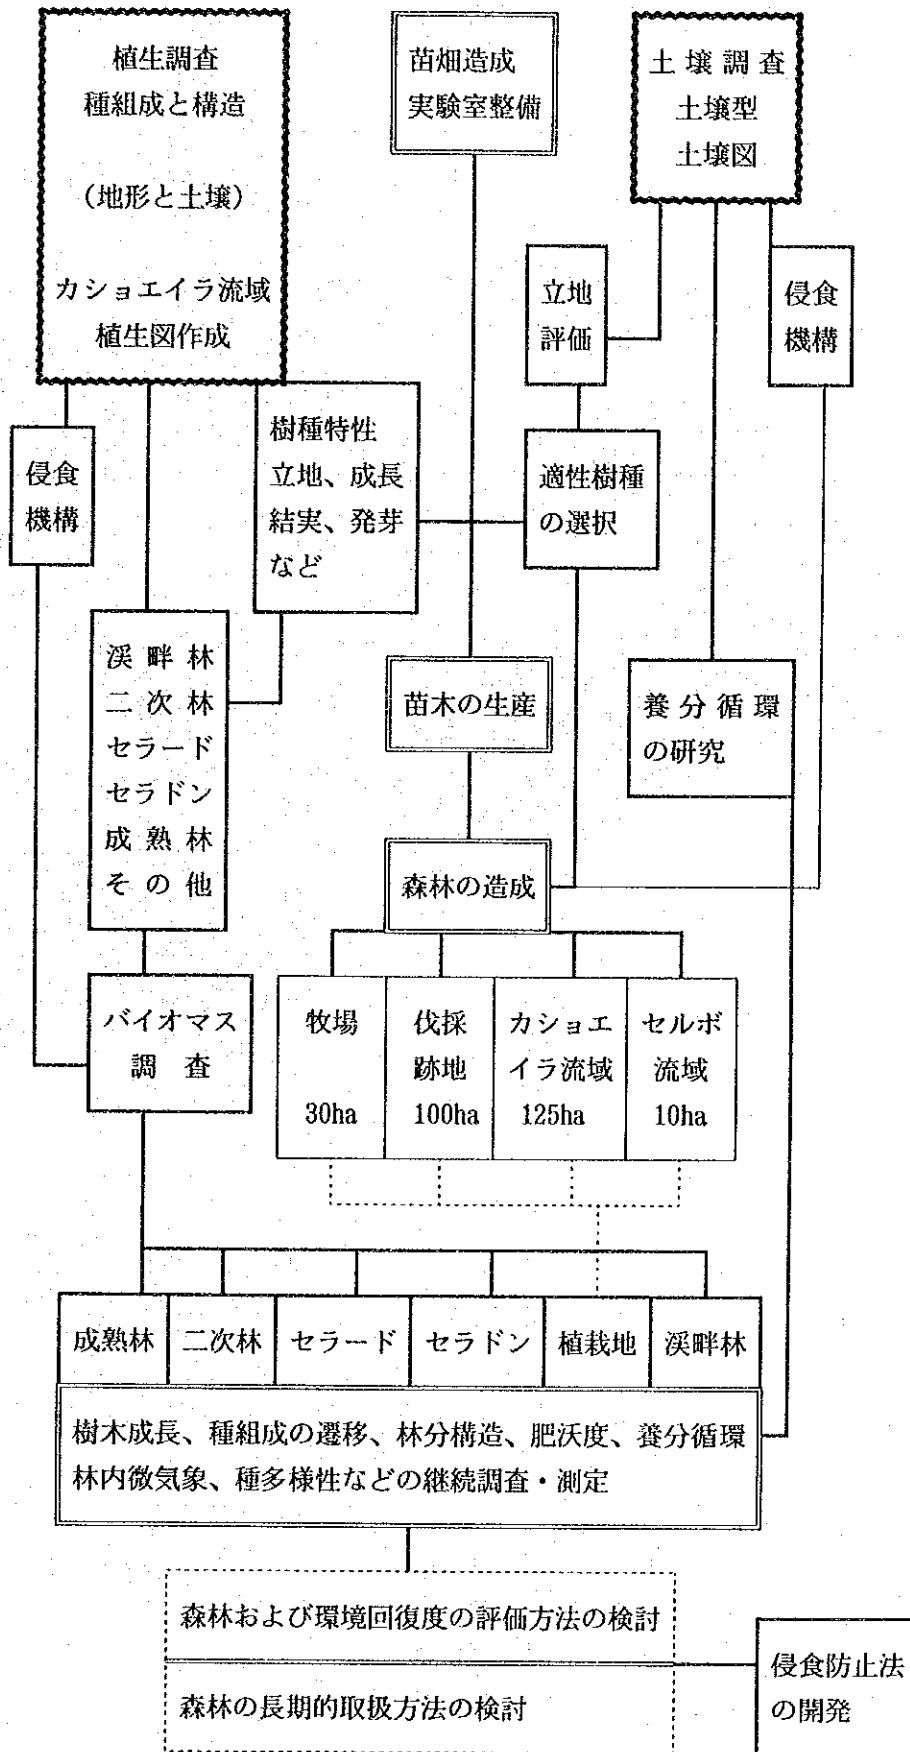 植生調査
種組成と構造
（地形と土壌）
カショエイラ流域
植生図作成
苗畑造成
実験室整備
土壌調査
土壌型
土壌図
立地
評価
侵食
機構
侵食
機構
樹種特性
立地、成長
結実、発芽
など
適性樹種
の選択
渓畔林
二次林
セラード
セラドン
成熟林
その他
苗木の生産
養分循環
の研究
森林の造成
バイオマス
調査
牧場
30ha
伐採
跡地
100ha
カショエ
イラ流域
125ha
セルボ
流域
10ha
成熟林
二次林
セラード
セラドン
植栽地
渓畔林
樹木成長、種組成の遷移、林分構造、肥沃度、養分循環
林内微気象、種多様性などの継続調査・測定
森林および環境回復度の評価方法の検討
森林の長期的取扱方法の検討
侵食防止法
の開発